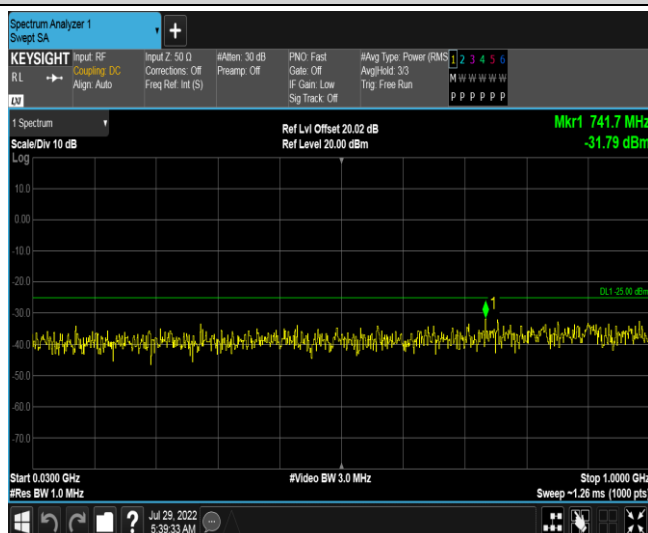 Spectrum Analyzer 1
Swept SA
KEYSIGHT
RL
LXI
Input: RF
Coupling: DC
Align: Auto
Input Z: 50 Ω
Corrections: Off
Freq Ref: Int (S)
#Atten: 30 dB
Preamp: Off
PNO: Fast
Gate: Off
IF Gain: Low
Sig Track: Off
#Avg Type: Power (RMS
Avg|Hold: 3/3
Trig: Free Run
1 2 3 4 5 6
M W W W W W
P P P P P P
1 Spectrum
Scale/Div 10 dB
Log
Ref Lvl Offset 20.02 dB
Ref Level 20.00 dBm
Mkr1 741.7 MHz
-31.79 dBm
10.0
0.00
-10.0
-20.0
DL1 -25.00 dBm
1
-30.0
-40.0
-50.0
-60.0
-70.0
Start 0.0300 GHz
#Res BW 1.0 MHz
#Video BW 3.0 MHz
Stop 1.0000 GHz
Sweep ~1.26 ms (1000 pts)
?
Jul 29, 2022
5:39:33 AM